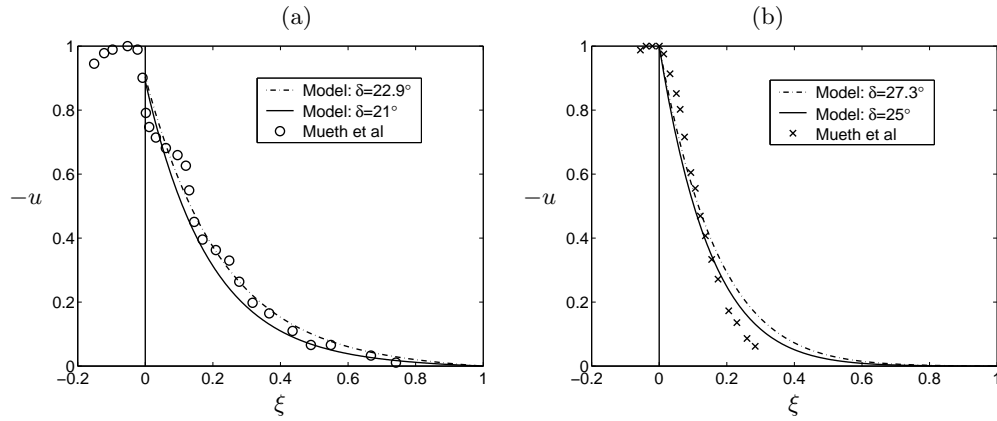 (a)
1
0.8
0.6
0.4
0.2
0
−u
−0.2 0 0.2 0.4 0.6 0.8 1
ξ
Model: δ=22.9°
Model: δ=21°
Mueth et al
(b)
1
0.8
0.6
0.4
0.2
0
−u
−0.2 0 0.2 0.4 0.6 0.8 1
ξ
Model: δ=27.3°
Model: δ=25°
Mueth et al